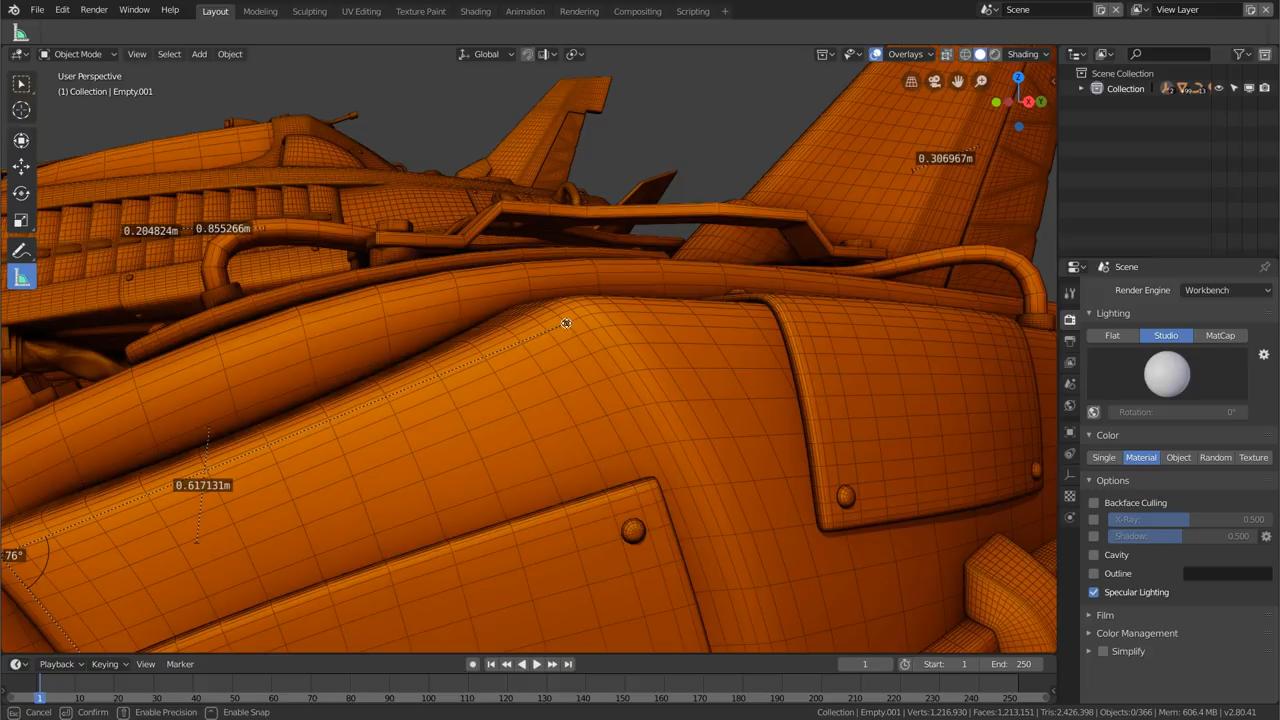 File Edit Render Window Help Layout Modeling Sculpting UV Editing Texture Paint Shading Animation Rendering Compositing Scripting + Scene View Layer
Object Mode View Select Add Object Global Overlays Shading
User Perspective
(1) Collection | Empty.001
Scene Collection
Collection
Z
X
Y
0.306967m
0.204824m
0.855266m
0.617131m
76°
Scene
Render Engine Workbench
Lighting
Flat Studio MatCap
Rotation: 0°
Color
Single Material Object Random Texture
Options
Backface Culling
X-Ray: 0.500
Shadow: 0.500
Cavity
Outline
Specular Lighting
Film
Color Management
Simplify
Playback Keying View Marker 1 Start: 1 End: 250
1 10 20 30 40 50 60 70 80 90 100 110 120 130 140 150 160 170 180 190 200 210 220 230 240 250
Esc Cancel Confirm Enable Precision Enable Snap Collection | Empty.001 | Verts:1,216,930 | Faces:1,213,151 | Tris:2,426,398 | Objects:0/366 | Mem: 606.4 MB | v2.80.41